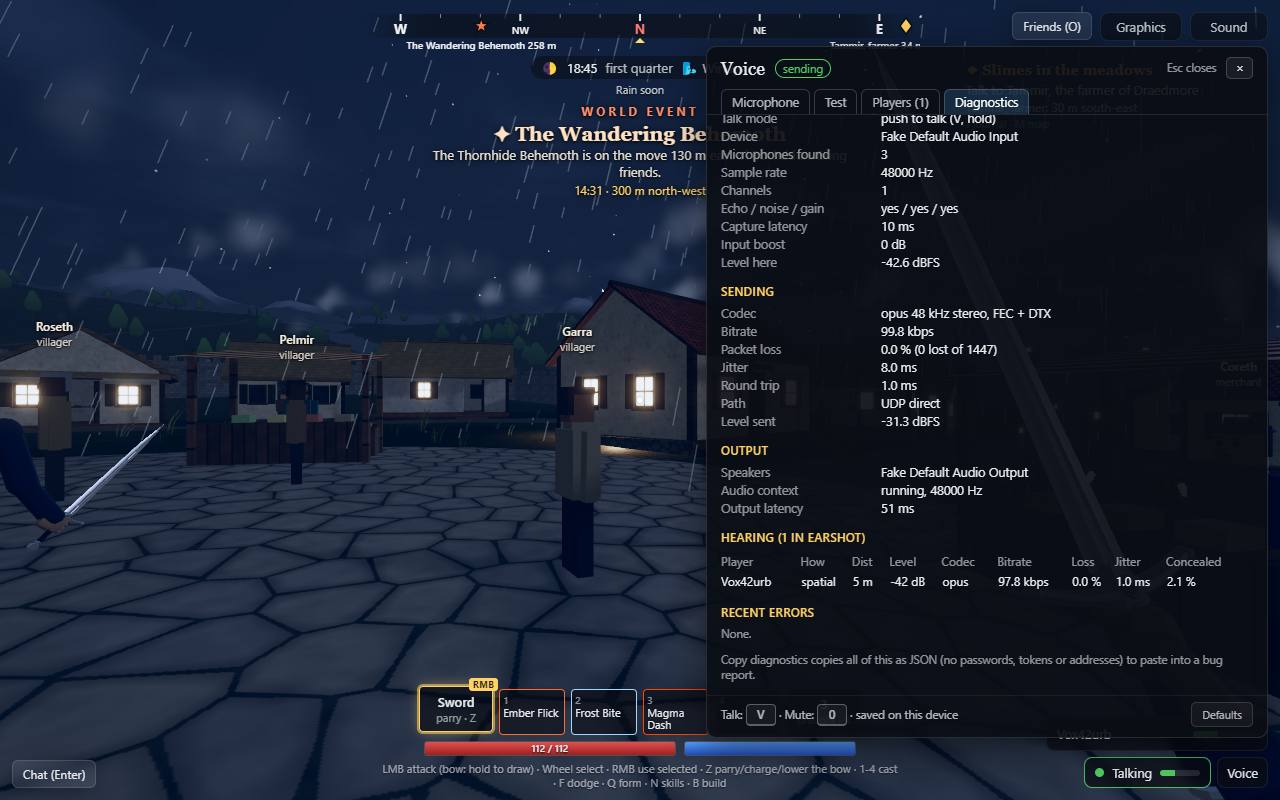 W NW N NE E
The Wandering Behemoth 258 m
Friends (O) Graphics Sound
18:45 first quarter
Rain soon
WORLD EVENT
✦ The Wandering Behemoth
The Thornhide Behemoth is on the move 130 m
friends.
14:31 · 300 m north-west
Roseth
villager
Pelmir
villager
Garra
villager
Voice sending Esc closes ×
✦ Slimes in the meadows
Microphone Test Players (1) Diagnostics
Talk mode push to talk (V, hold)
Device Fake Default Audio Input
Microphones found 3
Sample rate 48000 Hz
Channels 1
Echo / noise / gain yes / yes / yes
Capture latency 10 ms
Input boost 0 dB
Level here -42.6 dBFS
SENDING
Codec opus 48 kHz stereo, FEC + DTX
Bitrate 99.8 kbps
Packet loss 0.0 % (0 lost of 1447)
Jitter 8.0 ms
Round trip 1.0 ms
Path UDP direct
Level sent -31.3 dBFS
Coreth
merchant
OUTPUT
Speakers Fake Default Audio Output
Audio context running, 48000 Hz
Output latency 51 ms
HEARING (1 IN EARSHOT)
Player How Dist Level Codec Bitrate Loss Jitter Concealed
Vox42urb spatial 5 m -42 dB opus 97.8 kbps 0.0 % 1.0 ms 2.1 %
RECENT ERRORS
None.
Copy diagnostics copies all of this as JSON (no passwords, tokens or addresses) to paste into a bug
report.
Talk: V · Mute: 0 · saved on this device Defaults
Vox42urb
RMB
Sword
parry · Z
1
Ember Flick
2
Frost Bite
3
Magma
Dash
112 / 112
LMB attack (bow: hold to draw) · Wheel select · RMB use selected · Z parry/charge/lower the bow · 1-4 cast
· F dodge · Q form · N skills · B build
Chat (Enter)
Talking Voice